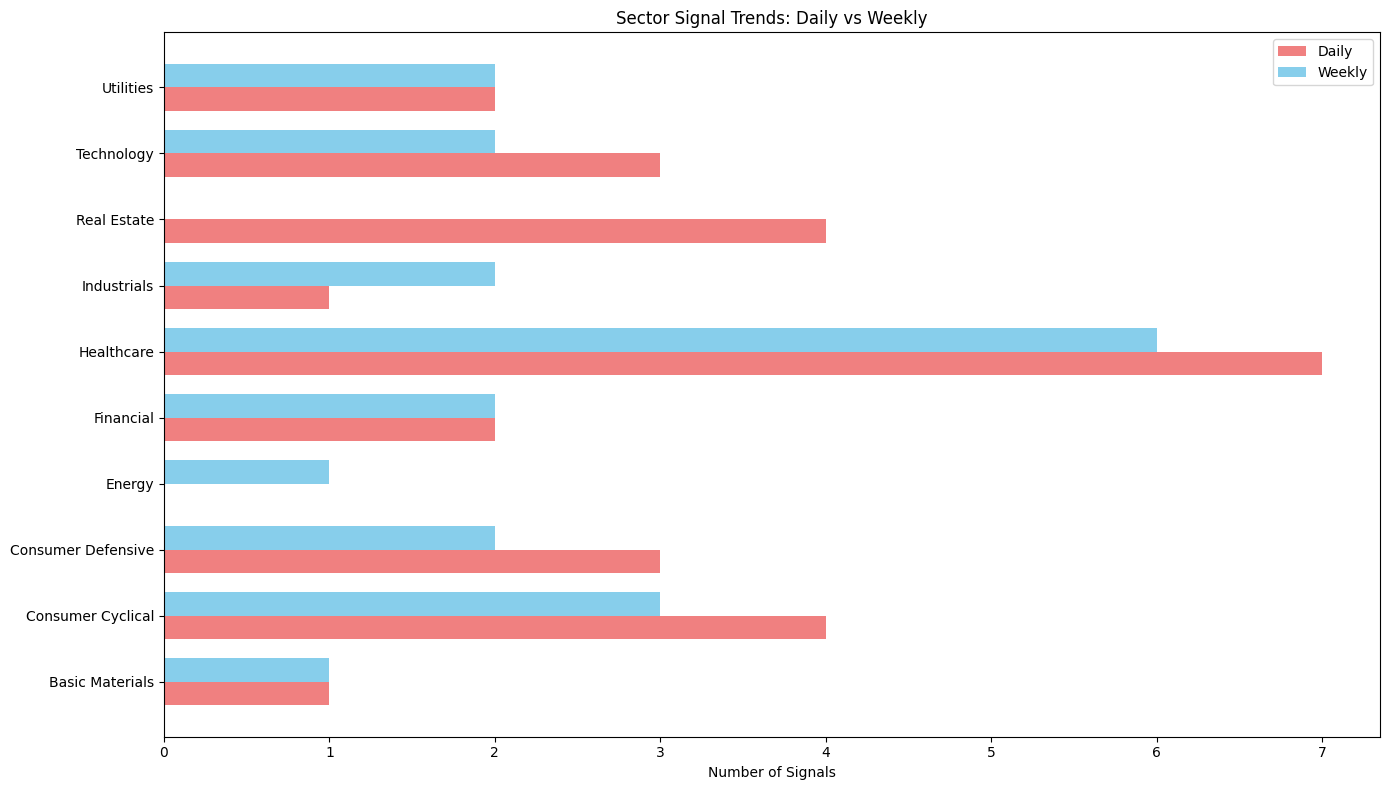 Sector Signal Trends: Daily vs Weekly
Daily
Weekly
Utilities
Technology
Real Estate
Industrials
Healthcare
Financial
Energy
Consumer Defensive
Consumer Cyclical
Basic Materials
0 1 2 3 4 5 6 7
Number of Signals